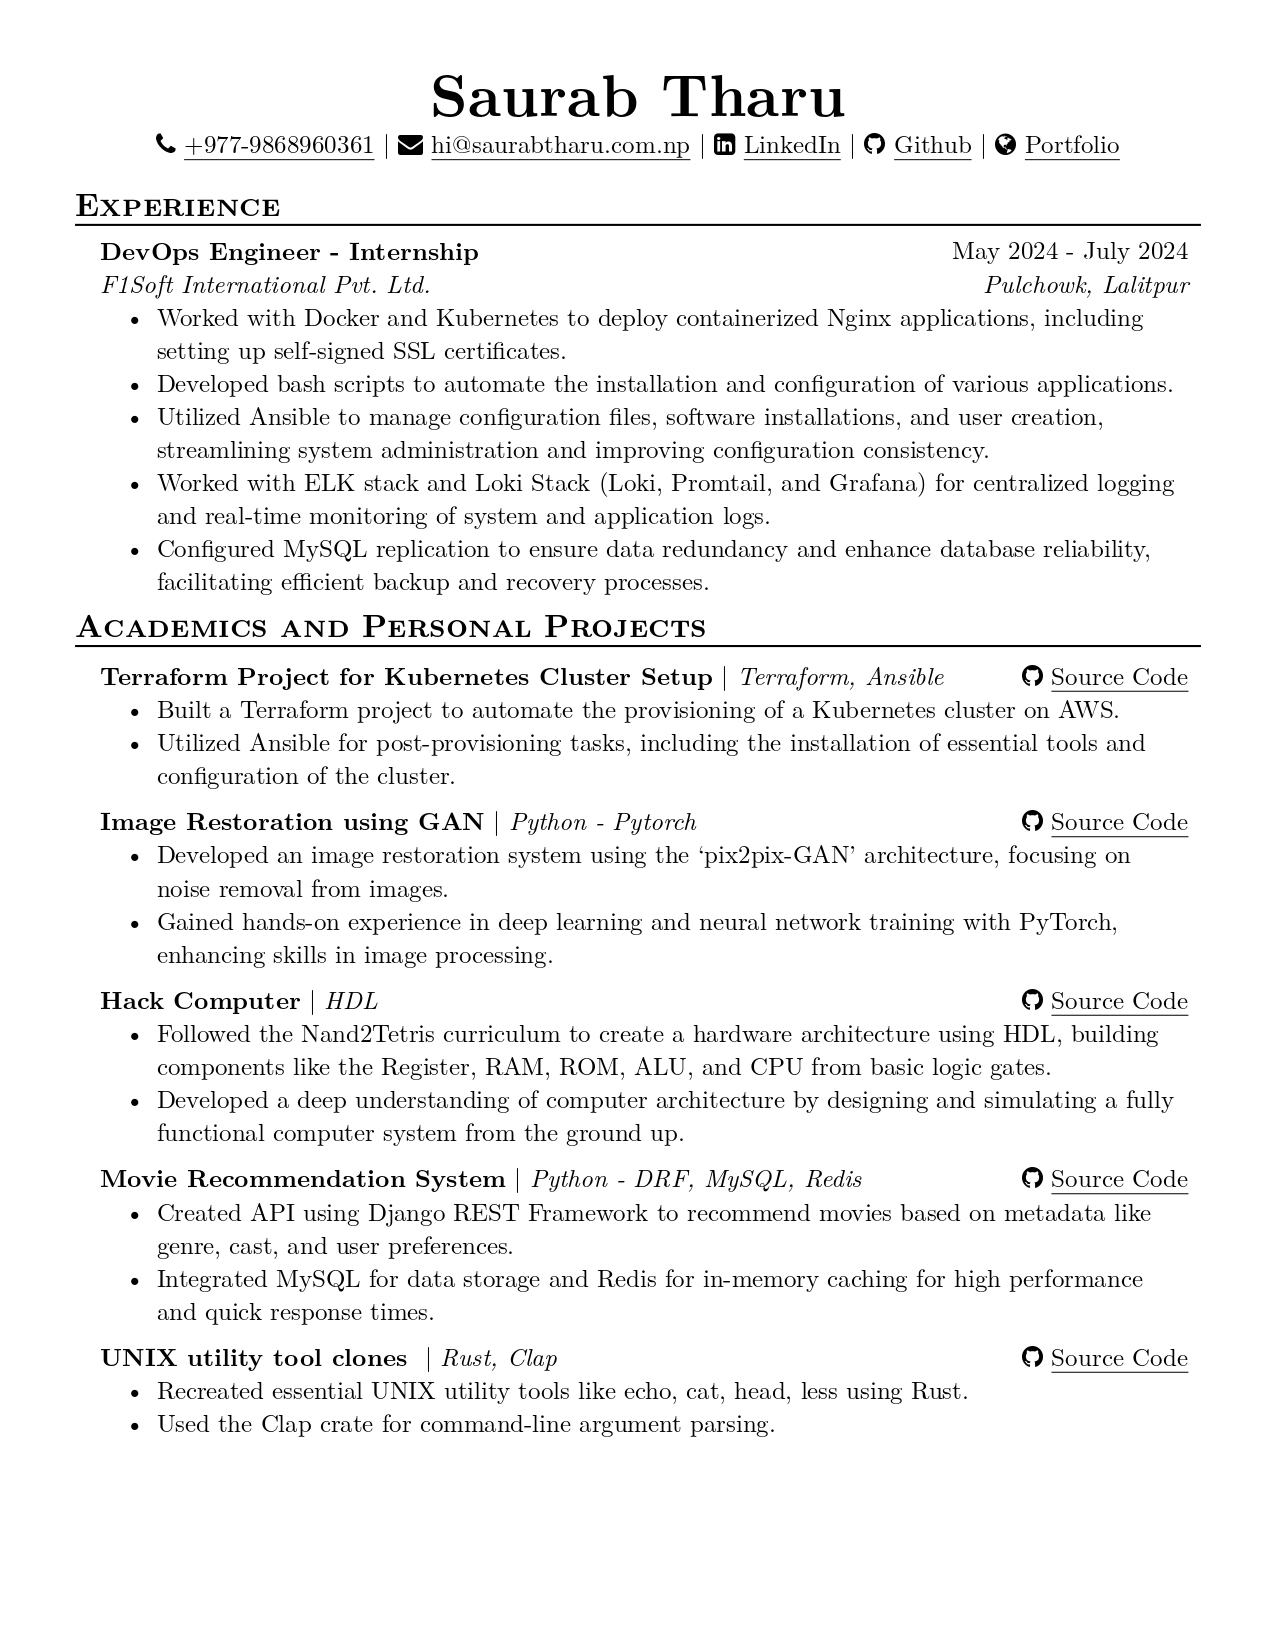 Saurab Tharu
+977-9868960361 | hi@saurabtharu.com.np | LinkedIn | Github | Portfolio
Experience
DevOps Engineer - Internship May 2024 - July 2024
F1Soft International Pvt. Ltd. Pulchowk, Lalitpur
• Worked with Docker and Kubernetes to deploy containerized Nginx applications, including
setting up self-signed SSL certificates.
• Developed bash scripts to automate the installation and configuration of various applications.
• Utilized Ansible to manage configuration files, software installations, and user creation,
streamlining system administration and improving configuration consistency.
• Worked with ELK stack and Loki Stack (Loki, Promtail, and Grafana) for centralized logging
and real-time monitoring of system and application logs.
• Configured MySQL replication to ensure data redundancy and enhance database reliability,
facilitating efficient backup and recovery processes.
Academics and Personal Projects
Terraform Project for Kubernetes Cluster Setup | Terraform, Ansible Source Code
• Built a Terraform project to automate the provisioning of a Kubernetes cluster on AWS.
• Utilized Ansible for post-provisioning tasks, including the installation of essential tools and
configuration of the cluster.
Image Restoration using GAN | Python - Pytorch Source Code
• Developed an image restoration system using the ‘pix2pix-GAN’ architecture, focusing on
noise removal from images.
• Gained hands-on experience in deep learning and neural network training with PyTorch,
enhancing skills in image processing.
Hack Computer | HDL Source Code
• Followed the Nand2Tetris curriculum to create a hardware architecture using HDL, building
components like the Register, RAM, ROM, ALU, and CPU from basic logic gates.
• Developed a deep understanding of computer architecture by designing and simulating a fully
functional computer system from the ground up.
Movie Recommendation System | Python - DRF, MySQL, Redis Source Code
• Created API using Django REST Framework to recommend movies based on metadata like
genre, cast, and user preferences.
• Integrated MySQL for data storage and Redis for in-memory caching for high performance
and quick response times.
UNIX utility tool clones | Rust, Clap Source Code
• Recreated essential UNIX utility tools like echo, cat, head, less using Rust.
• Used the Clap crate for command-line argument parsing.